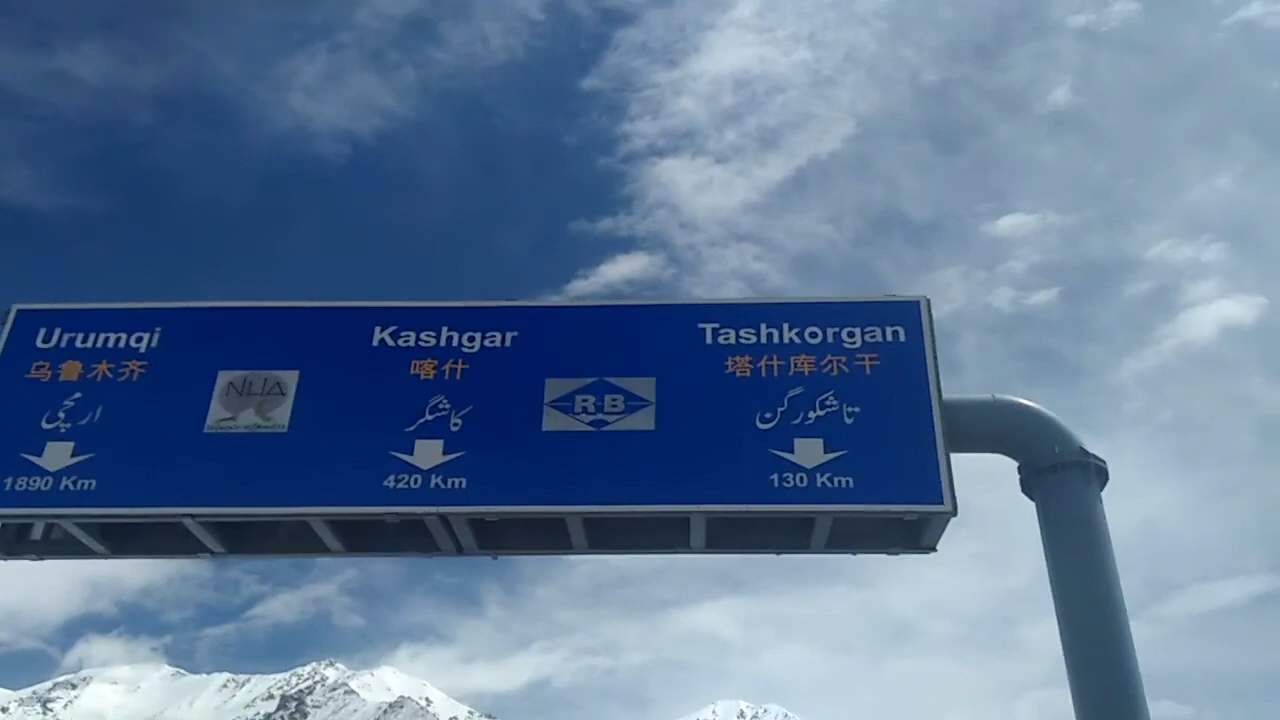 Urumqi
乌鲁木齐
ارمچی
1890 Km
NHA
Kashgar
喀什
کاشگر
420 Km
R·B
Tashkorgan
塔什库尔干
تاشکورگن
130 Km